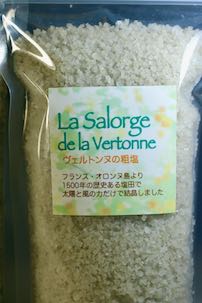 La Salorge
de la Vertonne
ヴェルトンヌの粗塩
フランス・オロンヌ島より
1500年の歴史ある塩田で
太陽と風の力だけで結晶しました